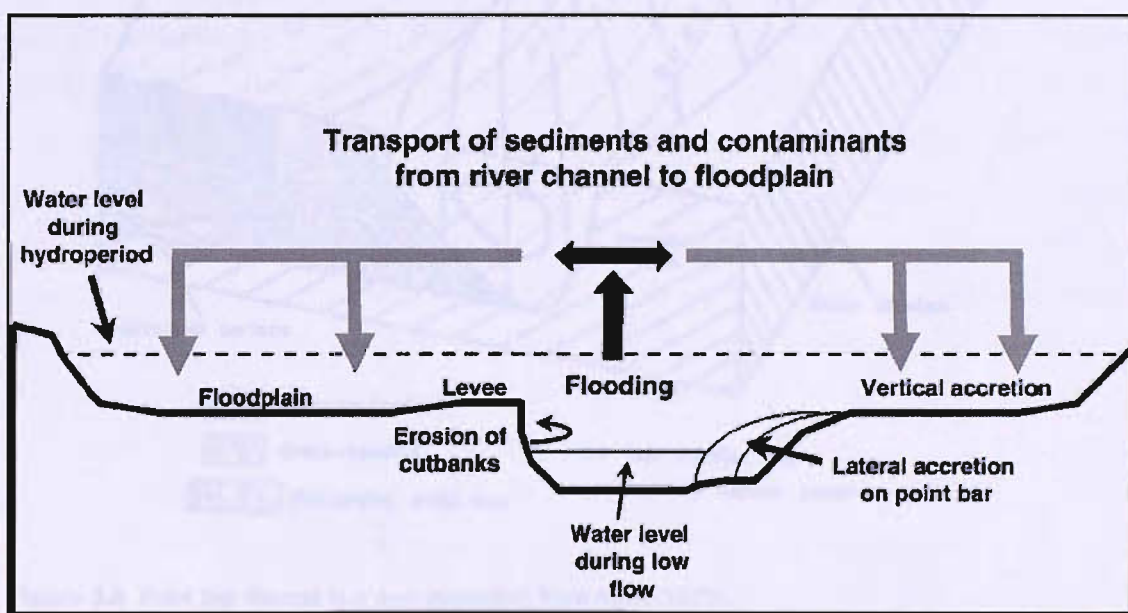 Transport of sediments and contaminants
from river channel to floodplain
Water level
during
hydroperiod
Floodplain
Levee
Flooding
Vertical accretion
Erosion of
cutbanks
Lateral accretion
on point bar
Water level
during low
flow